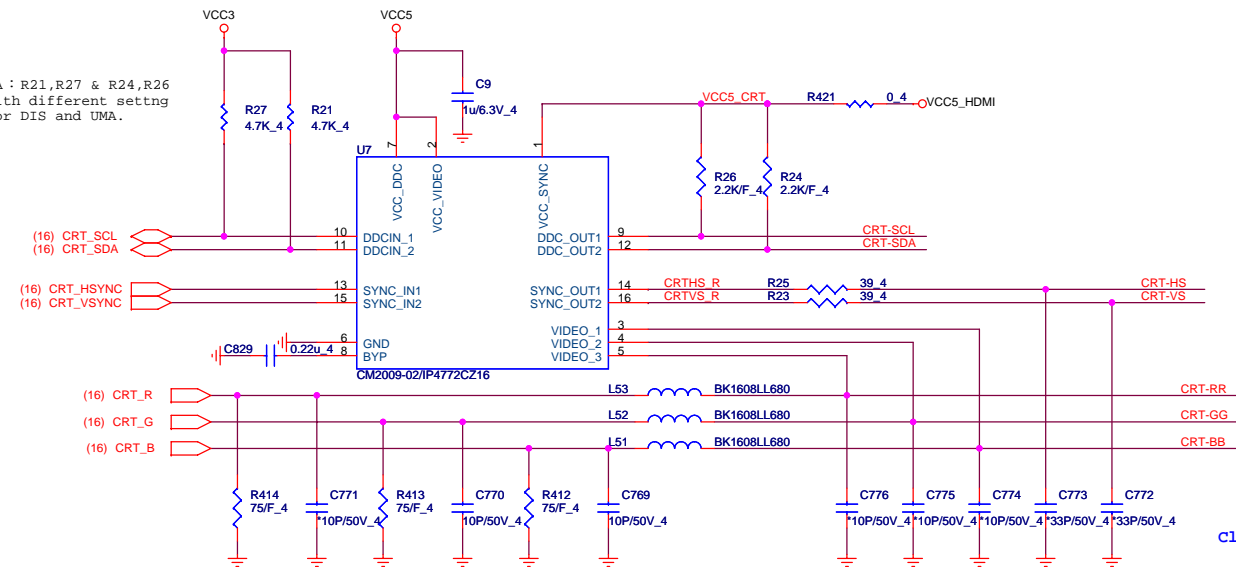 VCC3
VCC5
A：R21,R27 & R24,R26
ith different settng
or DIS and UMA.
R27
4.7K_4
R21
4.7K_4
C9
1u/6.3V_4
VCC5_CRT
R421
0_4
VCC5_HDMI
R26
2.2K/F_4
R24
2.2K/F_4
U7
7
2
1
VCC_DDC
VCC_VIDEO
VCC_SYNC
(16) CRT_SCL
10
DDCIN_1
DDC_OUT1
9
CRT-SCL
(16) CRT_SDA
11
DDCIN_2
DDC_OUT2
12
CRT-SDA
(16) CRT_HSYNC
13
SYNC_IN1
SYNC_OUT1
14
CRTHS_R
R25
39_4
CRT-HS
(16) CRT_VSYNC
15
SYNC_IN2
SYNC_OUT2
16
CRTVS_R
R23
39_4
CRT-VS
VIDEO_1
3
6
GND
VIDEO_2
4
C829
0.22u_4
8
BYP
VIDEO_3
5
CM2009-02/IP4772CZ16
(16) CRT_R
L53
BK1608LL680
CRT-RR
(16) CRT_G
L52
BK1608LL680
CRT-GG
(16) CRT_B
L51
BK1608LL680
CRT-BB
R414
75/F_4
C771
*10P/50V_4
R413
75/F_4
C770
10P/50V_4
R412
75/F_4
C769
10P/50V_4
C776
*10P/50V_4
C775
*10P/50V_4
C774
*10P/50V_4
C773
*33P/50V_4
C772
*33P/50V_4
Cl